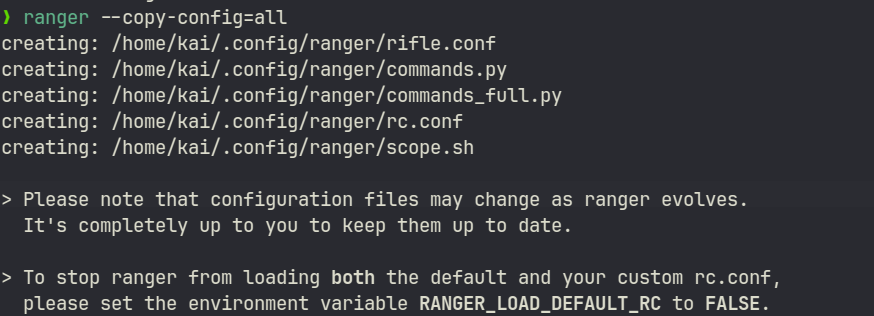 ❯ ranger --copy-config=all
creating: /home/kai/.config/ranger/rifle.conf
creating: /home/kai/.config/ranger/commands.py
creating: /home/kai/.config/ranger/commands_full.py
creating: /home/kai/.config/ranger/rc.conf
creating: /home/kai/.config/ranger/scope.sh
> Please note that configuration files may change as ranger evolves.
It's completely up to you to keep them up to date.
> To stop ranger from loading both the default and your custom rc.conf,
please set the environment variable RANGER_LOAD_DEFAULT_RC to FALSE.